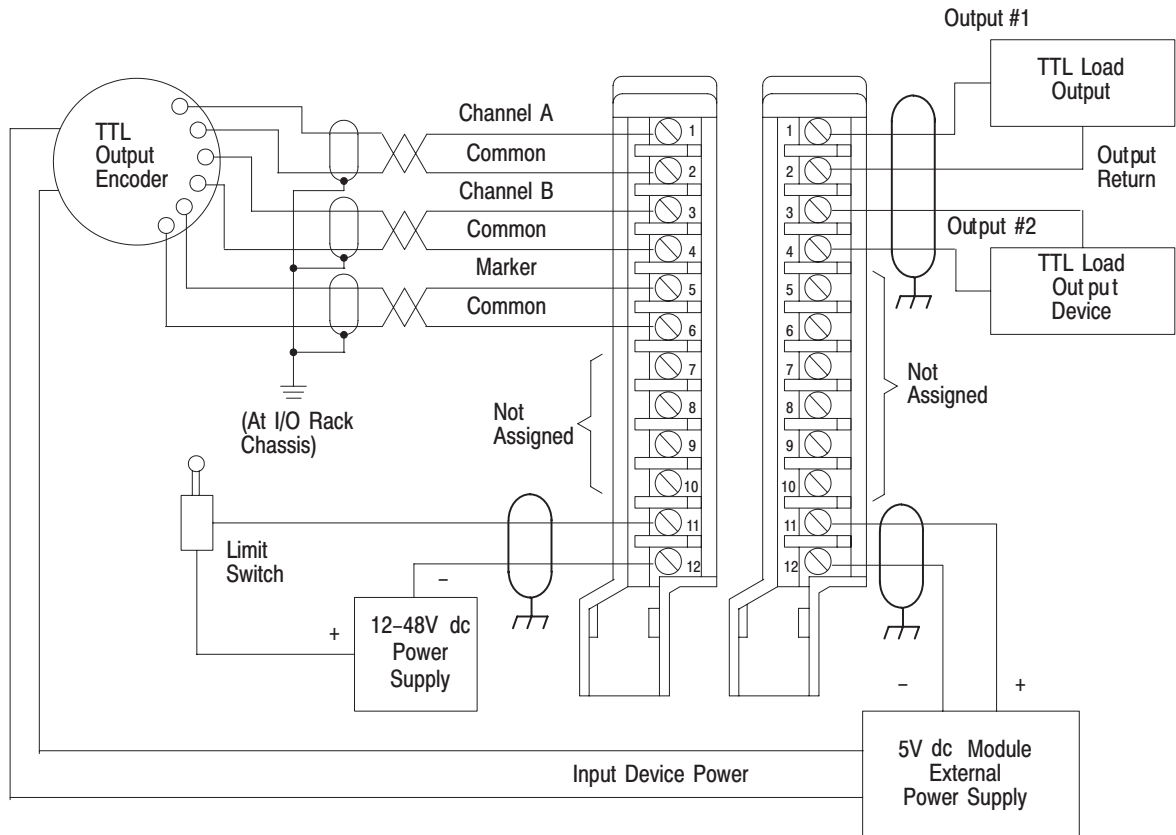 Output #1
TTL Load
Output
Output
Return
TTL
Output
Encoder
Channel A
Common
Channel B
Common
Marker
Common
1
2
3
4
5
6
7
8
9
10
11
12
1
2
3
4
5
6
7
8
9
10
11
12
Output #2
TTL Load
Output
Device
Not
Assigned
Not
Assigned
(At I/O Rack
Chassis)
Limit
Switch
–
+
12–48V dc
Power
Supply
–
+
5V dc Module
External
Power Supply
Input Device Power